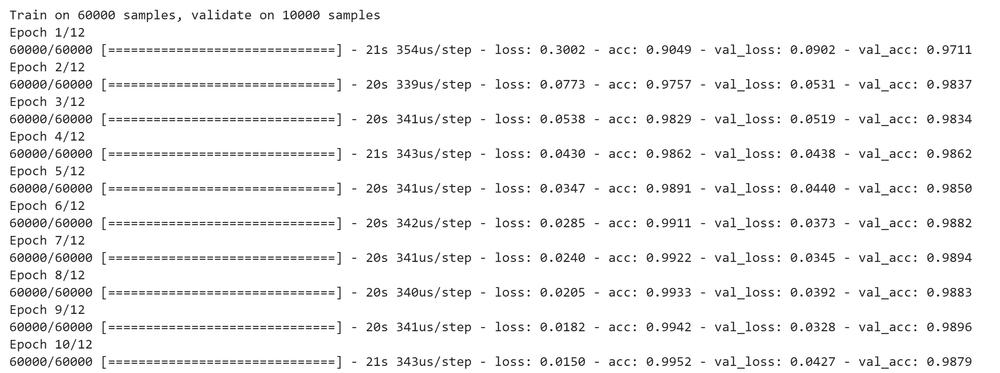 Train on 60000 samples, validate on 10000 samples
Epoch 1/12
60000/60000 [==============================] - 21s 354us/step - loss: 0.3002 - acc: 0.9049 - val_loss: 0.0902 - val_acc: 0.9711
Epoch 2/12
60000/60000 [==============================] - 20s 339us/step - loss: 0.0773 - acc: 0.9757 - val_loss: 0.0531 - val_acc: 0.9837
Epoch 3/12
60000/60000 [==============================] - 20s 341us/step - loss: 0.0538 - acc: 0.9829 - val_loss: 0.0519 - val_acc: 0.9834
Epoch 4/12
60000/60000 [==============================] - 21s 343us/step - loss: 0.0430 - acc: 0.9862 - val_loss: 0.0438 - val_acc: 0.9862
Epoch 5/12
60000/60000 [==============================] - 20s 341us/step - loss: 0.0347 - acc: 0.9891 - val_loss: 0.0440 - val_acc: 0.9850
Epoch 6/12
60000/60000 [==============================] - 20s 342us/step - loss: 0.0285 - acc: 0.9911 - val_loss: 0.0373 - val_acc: 0.9882
Epoch 7/12
60000/60000 [==============================] - 20s 341us/step - loss: 0.0240 - acc: 0.9922 - val_loss: 0.0345 - val_acc: 0.9894
Epoch 8/12
60000/60000 [==============================] - 20s 340us/step - loss: 0.0205 - acc: 0.9933 - val_loss: 0.0392 - val_acc: 0.9883
Epoch 9/12
60000/60000 [==============================] - 20s 341us/step - loss: 0.0182 - acc: 0.9942 - val_loss: 0.0328 - val_acc: 0.9896
Epoch 10/12
60000/60000 [==============================] - 21s 343us/step - loss: 0.0150 - acc: 0.9952 - val_loss: 0.0427 - val_acc: 0.9879